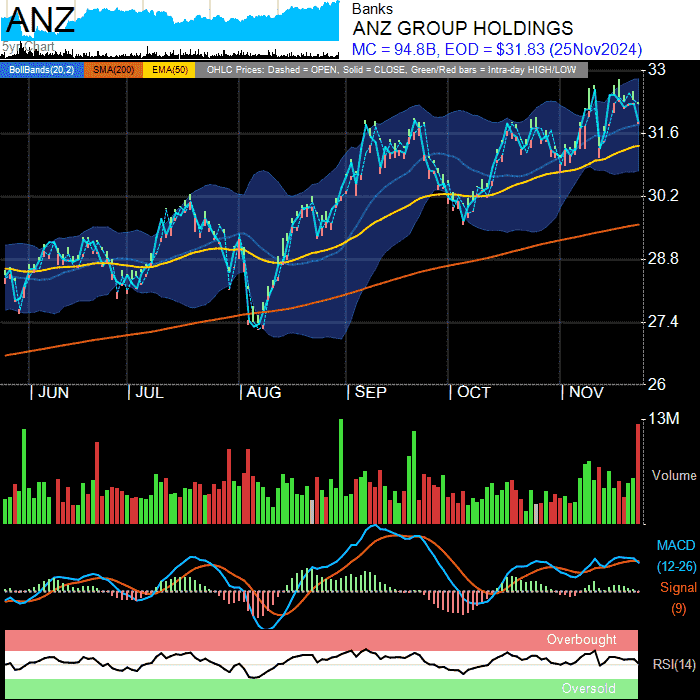 ANZ
5yr Chart
Banks
ANZ GROUP HOLDINGS
MC = 94.8B, EOD = $31.83 (25Nov2024)
BollBands(20,2) SMA(200) EMA(50) OHLC Prices: Dashed = OPEN, Solid = CLOSE, Green/Red bars = Intra-day HIGH/LOW
33
31.6
30.2
28.8
27.4
26
| JUN | JUL | AUG | SEP | OCT | NOV
13M
Volume
MACD
(12-26)
Signal
(9)
Overbought
RSI(14)
Oversold